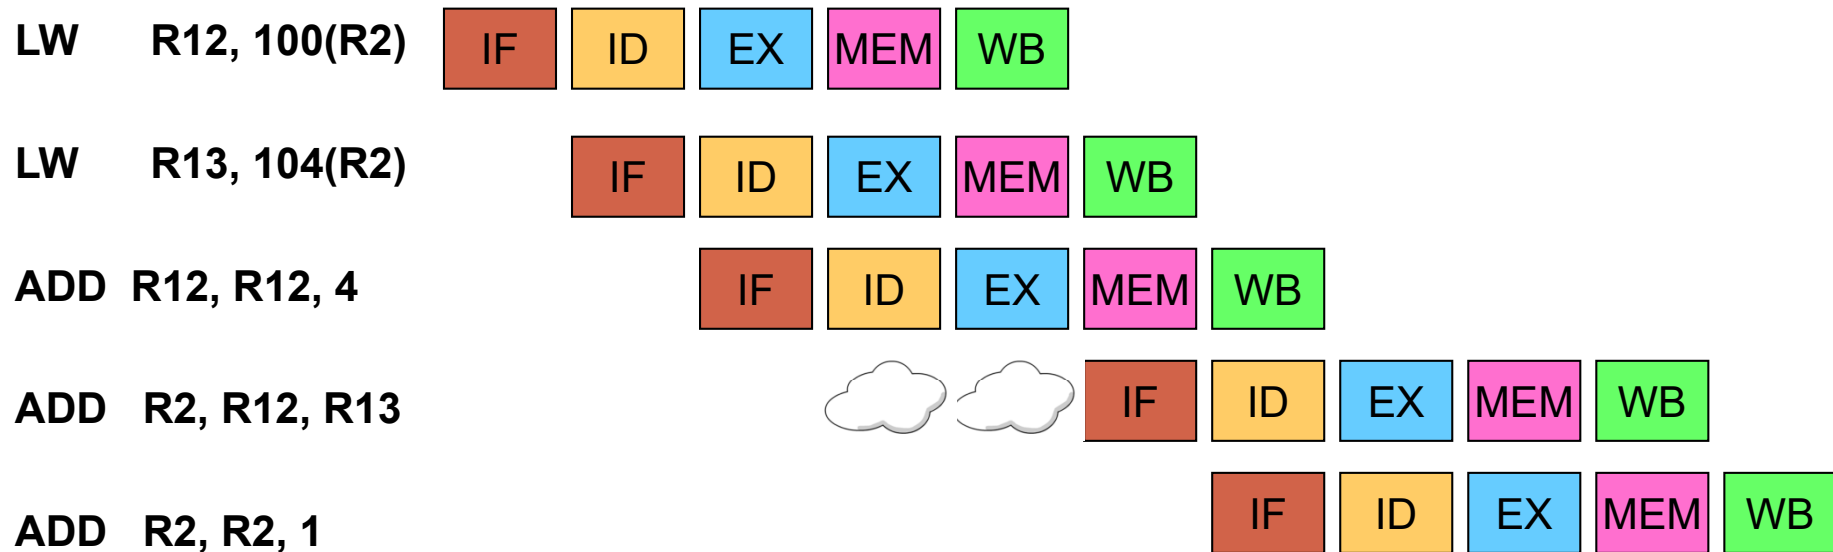 LW R12, 100(R2) IF ID EX MEM WB
LW R13, 104(R2) IF ID EX MEM WB
ADD R12, R12, 4 IF ID EX MEM WB
ADD R2, R12, R13 IF ID EX MEM WB
ADD R2, R2, 1 IF ID EX MEM WB